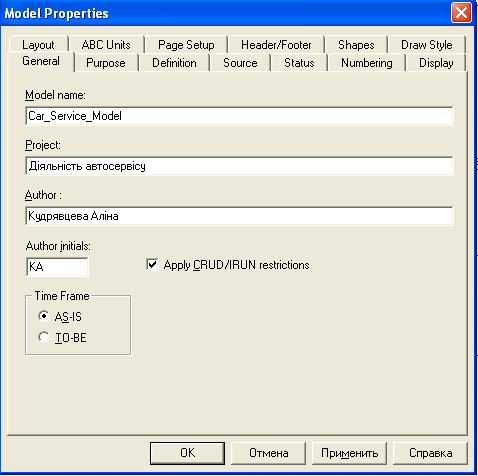 Model Properties
Layout ABC Units Page Setup Header/Footer Shapes Draw Style
General Purpose Definition Source Status Numbering Display
Model name:
Car_Service_Model
Project:
Діяльність автосервісу
Author :
Кудрявцева Аліна
Author initials:
КА Apply CRUD/IRUN restrictions
Time Frame
AS-IS
TO-BE
OK Отмена Применить Справка